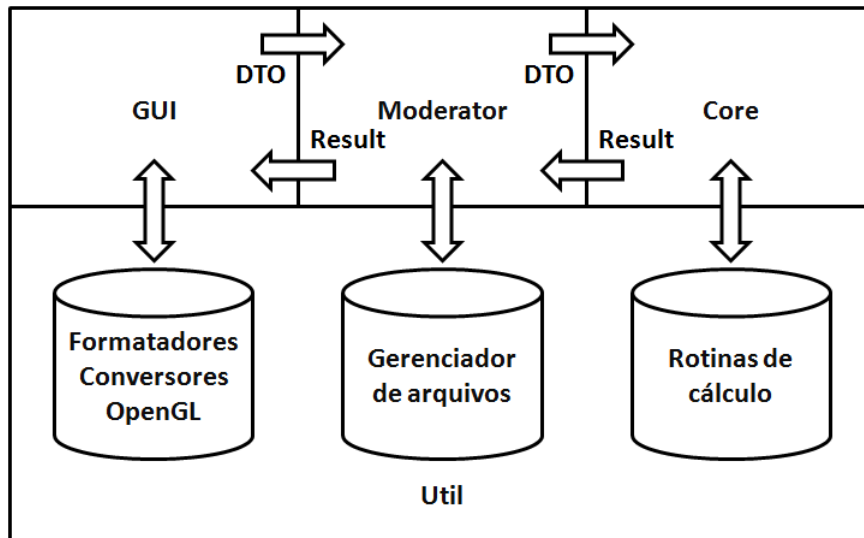 DTO
DTO
GUI
Moderator
Core
Result
Result
Formatadores
Conversores
OpenGL
Gerenciador
de arquivos
Rotinas de
cálculo
Util